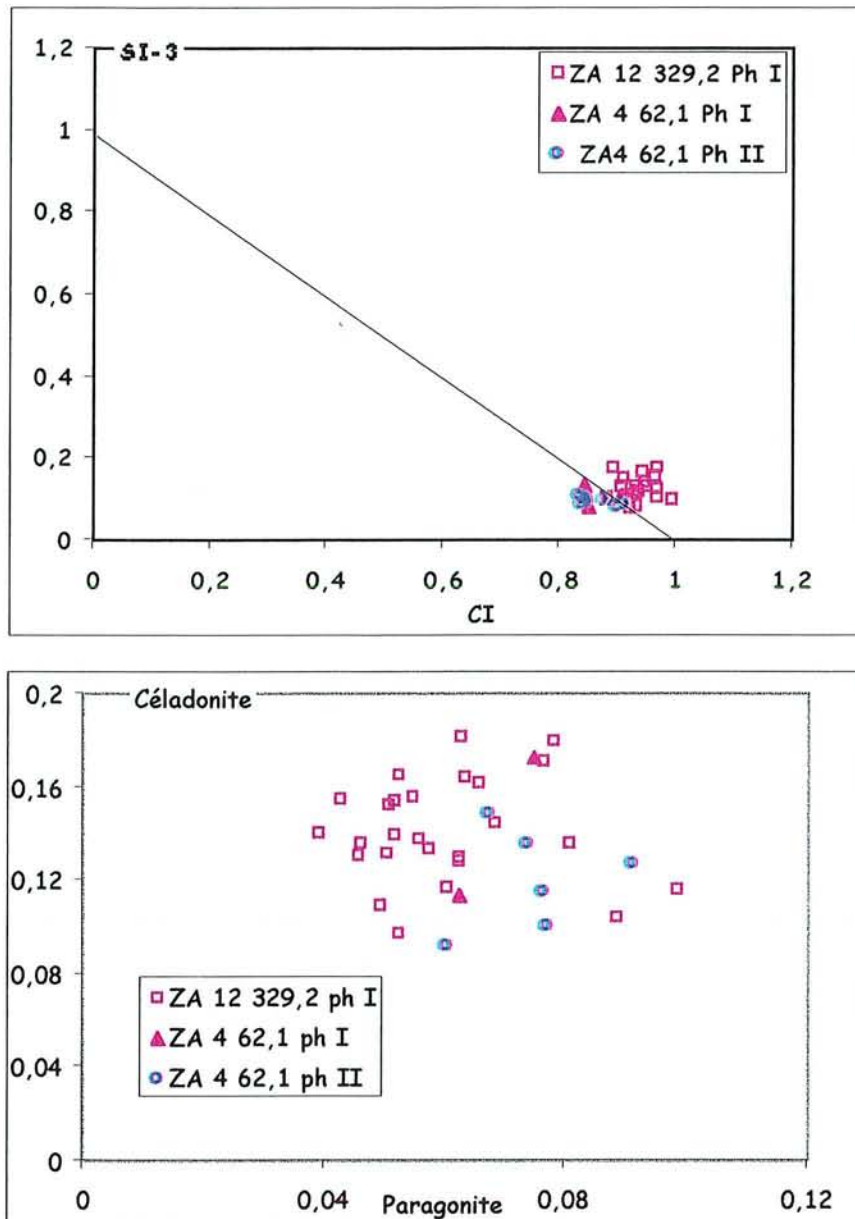 1,2
SI-3
ZA 12 329,2 Ph I
ZA 4 62,1 Ph I
ZA4 62,1 Ph II
1
0,8
0,6
0,4
0,2
0
0 0,2 0,4 0,6 0,8 1 1,2
CI
0,2
Céladonite
0,16
0,12
0,08
ZA 12 329,2 ph I
ZA 4 62,1 ph I
ZA 4 62,1 ph II
0,04
0
0 0,04 0,08 0,12
Paragonite